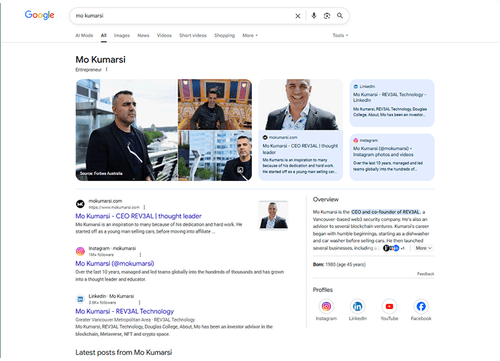 Google
mo kumarsi
AI Mode
All
Images
News
Videos
Short videos
Shopping
More
Tools
Mo Kumarsi
Entrepreneur
Source: Forbes Australia
mokumarsi.com
Mo Kumarsi - CEO REV3AL | thought
leader
Mo Kumarsi is an inspiration to many
because of his dedication and hard work.
He started off as a young man selling cars,
LinkedIn
Mo Kumarsi - REV3AL Technology -
LinkedIn
Mo Kumarsi, REV3AL Technology, Douglas
College, About, Mo has been an investor...
Instagram
Mo Kumarsi (@mokumarsi) •
Instagram photos and videos
Over the last 10 years, managed and led
teams globally into the hundreds of...
mokumarsi.com
https://www.mokumarsi.com
Mo Kumarsi - CEO REV3AL | thought leader
Mo Kumarsi is an inspiration to many because of his dedication and hard work. He
started off as a young man selling cars, before moving into affiliate ...
Instagram · mokumarsi
1M+ followers
Mo Kumarsi (@mokumarsi)
Over the last 10 years, managed and led teams globally into the hundreds of thousands and has grown
into a thought leader and educator.
LinkedIn · Mo Kumarsi
2.6K+ followers
Mo Kumarsi - REV3AL Technology
Greater Vancouver Metropolitan Area · REV3AL Technology
Mo Kumarsi, REV3AL Technology, Douglas College, About, Mo has been an investor advisor in the
blockchain, Metaverse, NFT and crypto space.
Latest posts from Mo Kumarsi
Overview
Mo Kumarsi is the CEO and co-founder of REV3AL, a
Vancouver-based web3 security company. He's also an
advisor to several blockchain ventures. Kumarsi's career
began with humble beginnings, starting as a dishwasher
and car washer before selling cars. He then launched
several businesses, including a
+1
More
Born: 1980 (age 45 years)
Feedback
Profiles
Instagram
LinkedIn
YouTube
Facebook